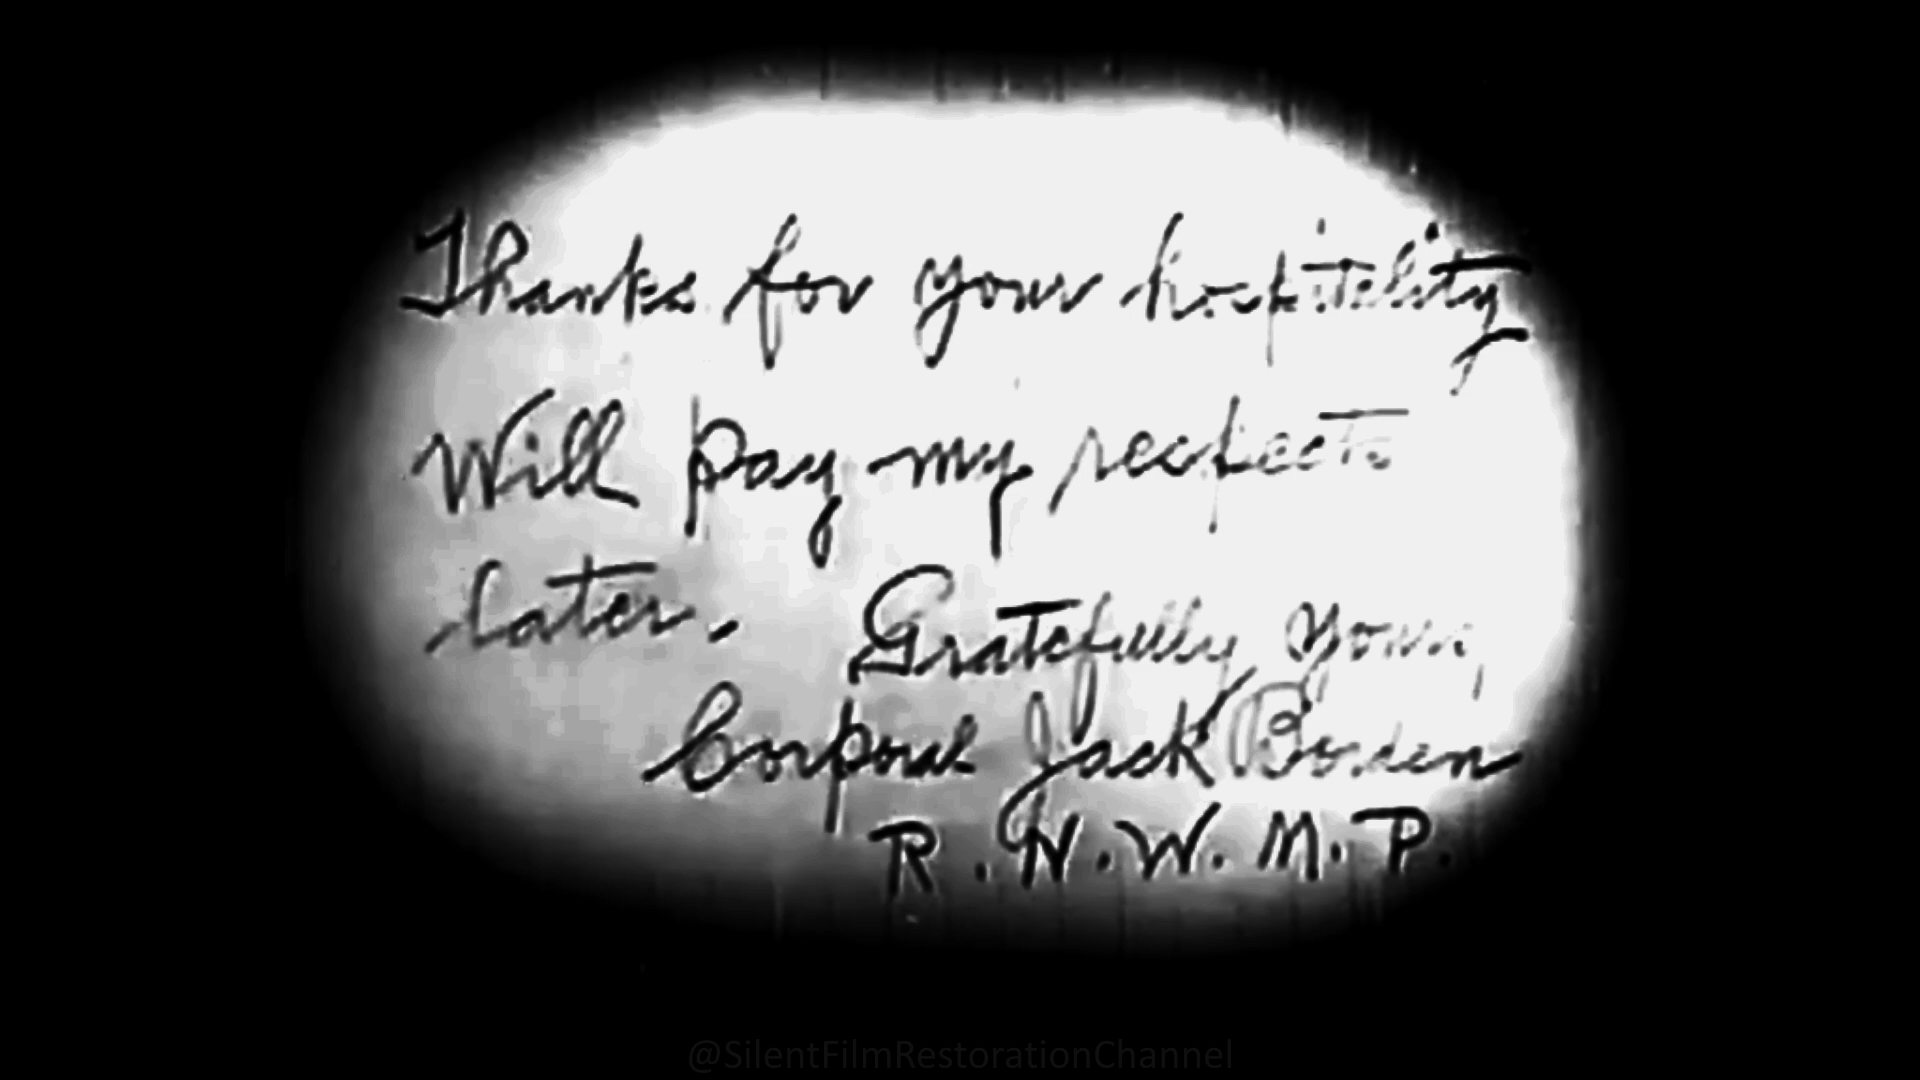 Thanks for your hospitality
Will pay my respects
later. Gratefully yours,
Corporal Jack Borden
R.N.W.M.P.
@SilentFilmRestorationChannel